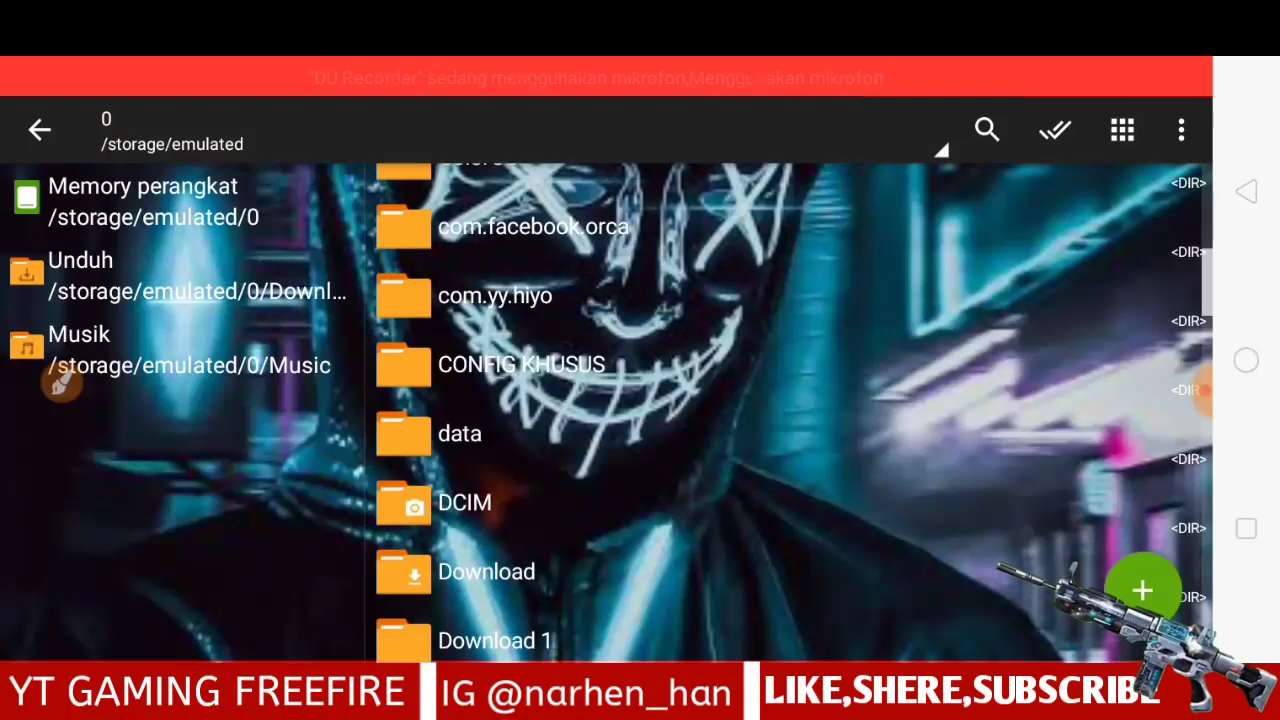 "DU Recorder" sedang menggunakan mikrofon,Menggunakan mikrofon
0
/storage/emulated
Memory perangkat
/storage/emulated/0
Unduh
/storage/emulated/0/Downl...
Musik
/storage/emulated/0/Music
<DIR>
com.facebook.orca
<DIR>
com.yy.hiyo
<DIR>
CONFIG KHUSUS
<DIR>
data
<DIR>
DCIM
<DIR>
Download
<DIR>
Download 1
YT GAMING FREEFIRE
IG @narhen_han
LIKE,SHERE,SUBSCRIBE